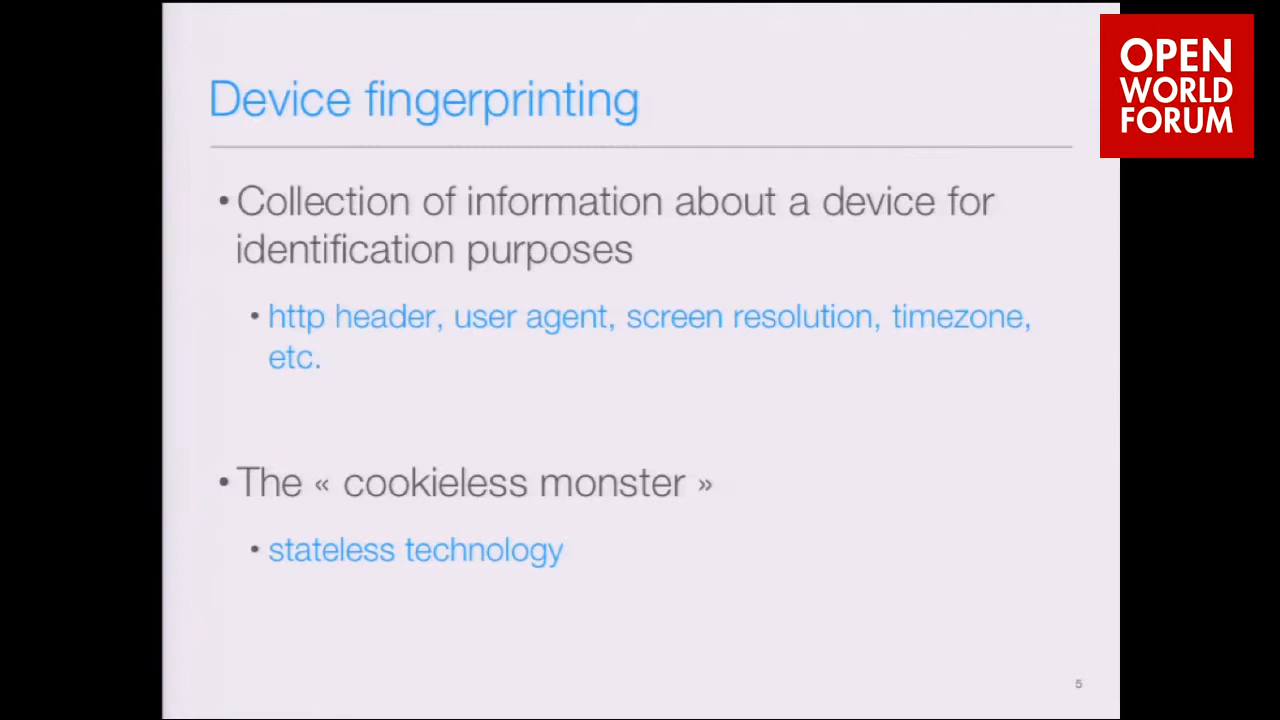 OPEN
WORLD
FORUM
Device fingerprinting
• Collection of information about a device for
identification purposes
• http header, user agent, screen resolution, timezone,
etc.
• The « cookieless monster »
• stateless technology
5